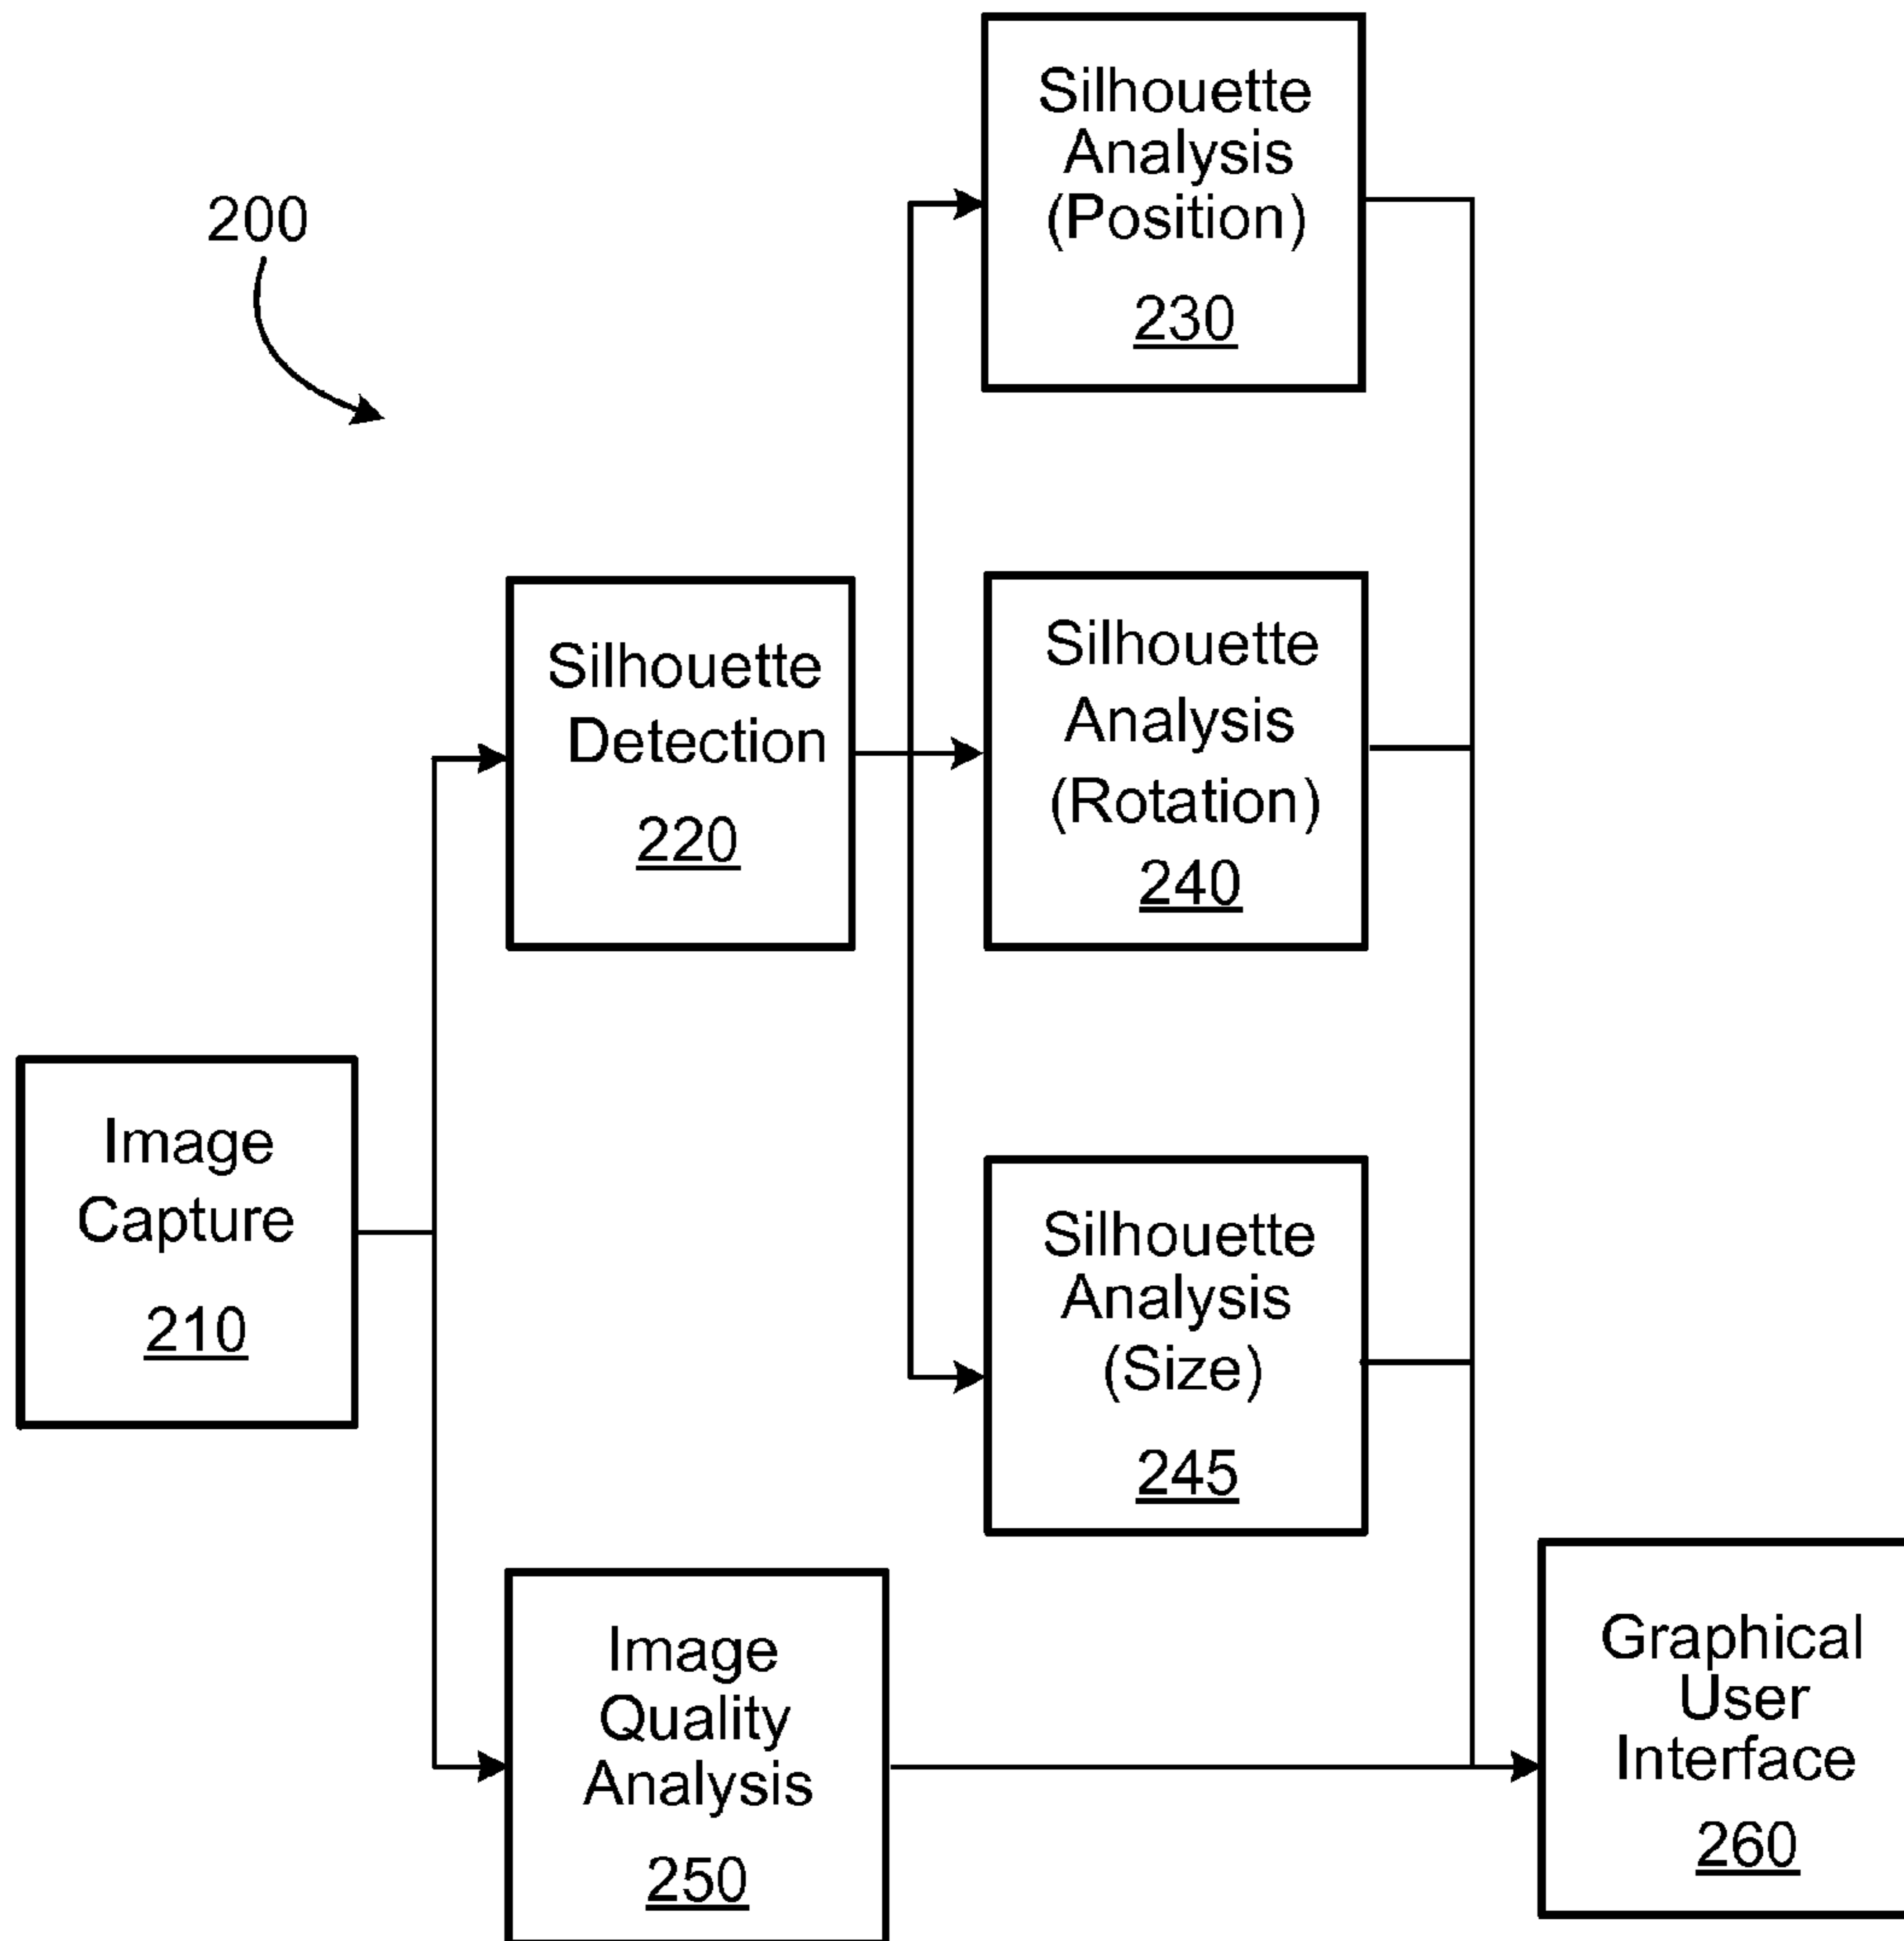 200
Silhouette
Analysis
(Position)
230
Silhouette
Detection
220
Silhouette
Analysis
(Rotation)
240
Image
Capture
210
Silhouette
Analysis
(Size)
245
Image
Quality
Analysis
250
Graphical
User
Interface
260